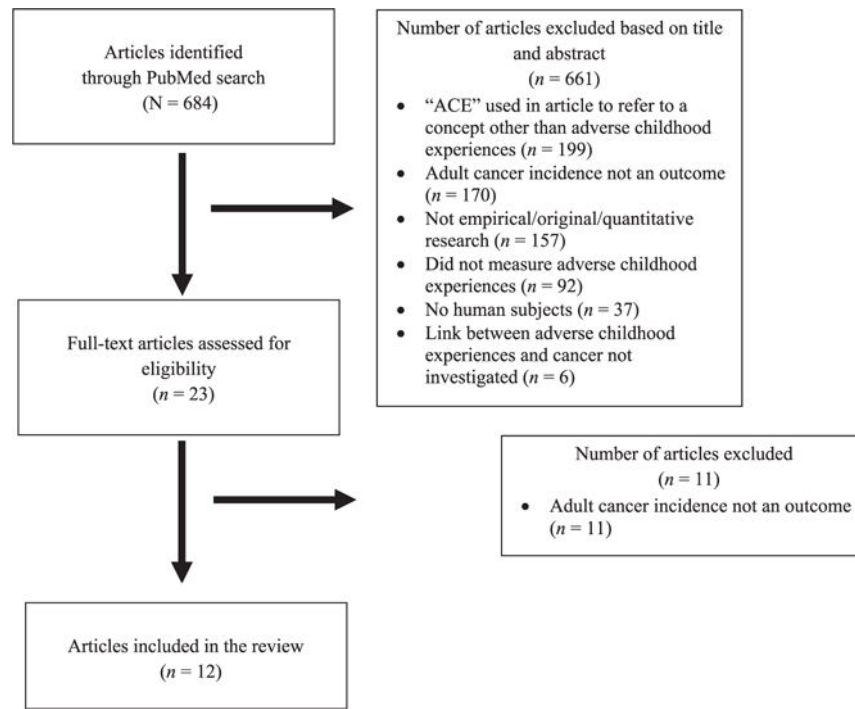 Articles identified
through PubMed search
(N = 684)
Number of articles excluded based on title
and abstract
(n = 661)
• “ACE” used in article to refer to a
concept other than adverse childhood
experiences (n = 199)
• Adult cancer incidence not an outcome
(n = 170)
• Not empirical/original/quantitative
research (n = 157)
• Did not measure adverse childhood
experiences (n = 92)
• No human subjects (n = 37)
• Link between adverse childhood
experiences and cancer not
investigated (n = 6)
Full-text articles assessed for
eligibility
(n = 23)
Number of articles excluded
(n = 11)
• Adult cancer incidence not an outcome
(n = 11)
Articles included in the review
(n = 12)